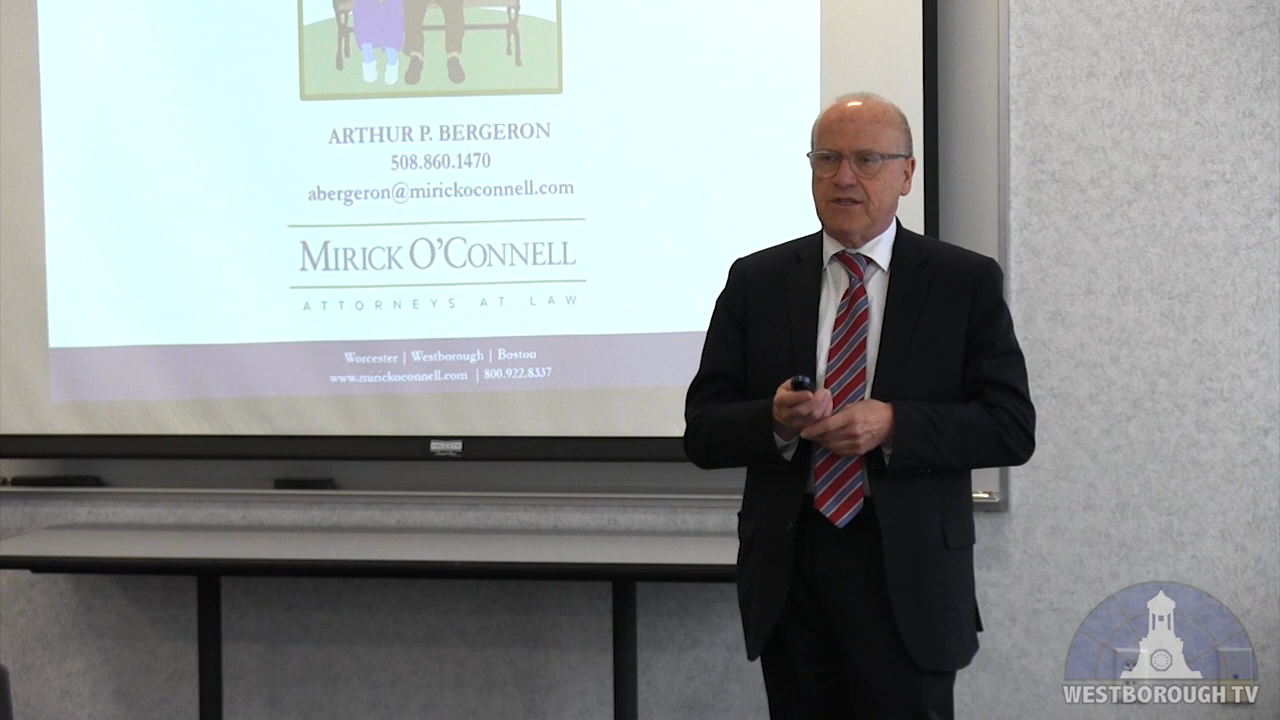 ARTHUR P. BERGERON
508.860.1470
abergeron@mirickoconnell.com
MIRICK O'CONNELL
ATTORNEYS AT LAW
Worcester | Westborough | Boston
www.mirickoconnell.com | 800.922.8337
WESTBOROUGH TV